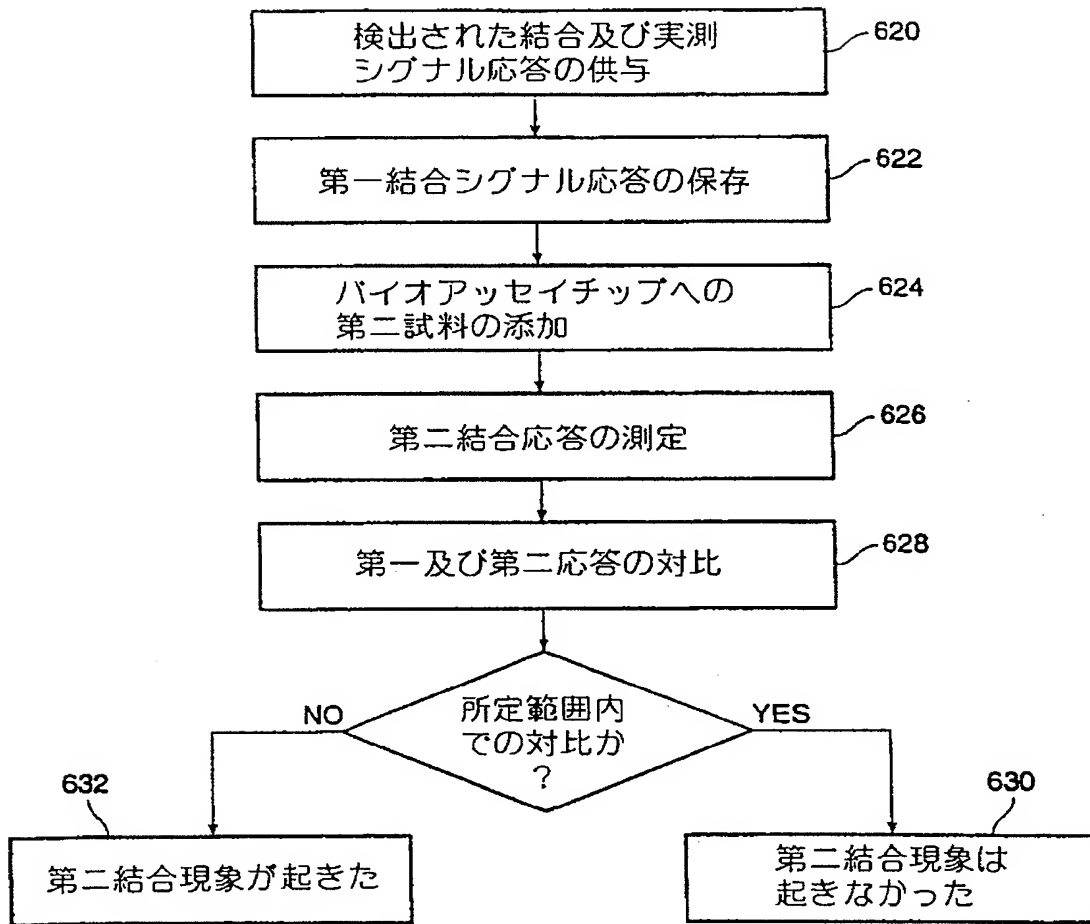 検出された結合及び実測
シグナル応答の供与
620
第一結合シグナル応答の保存
622
バイオアッセイチップへの
第二試料の添加
624
第二結合応答の測定
626
第一及び第二応答の対比
628
所定範囲内
での対比か
?
NO
YES
632
第二結合現象が起きた
630
第二結合現象は
起きなかった